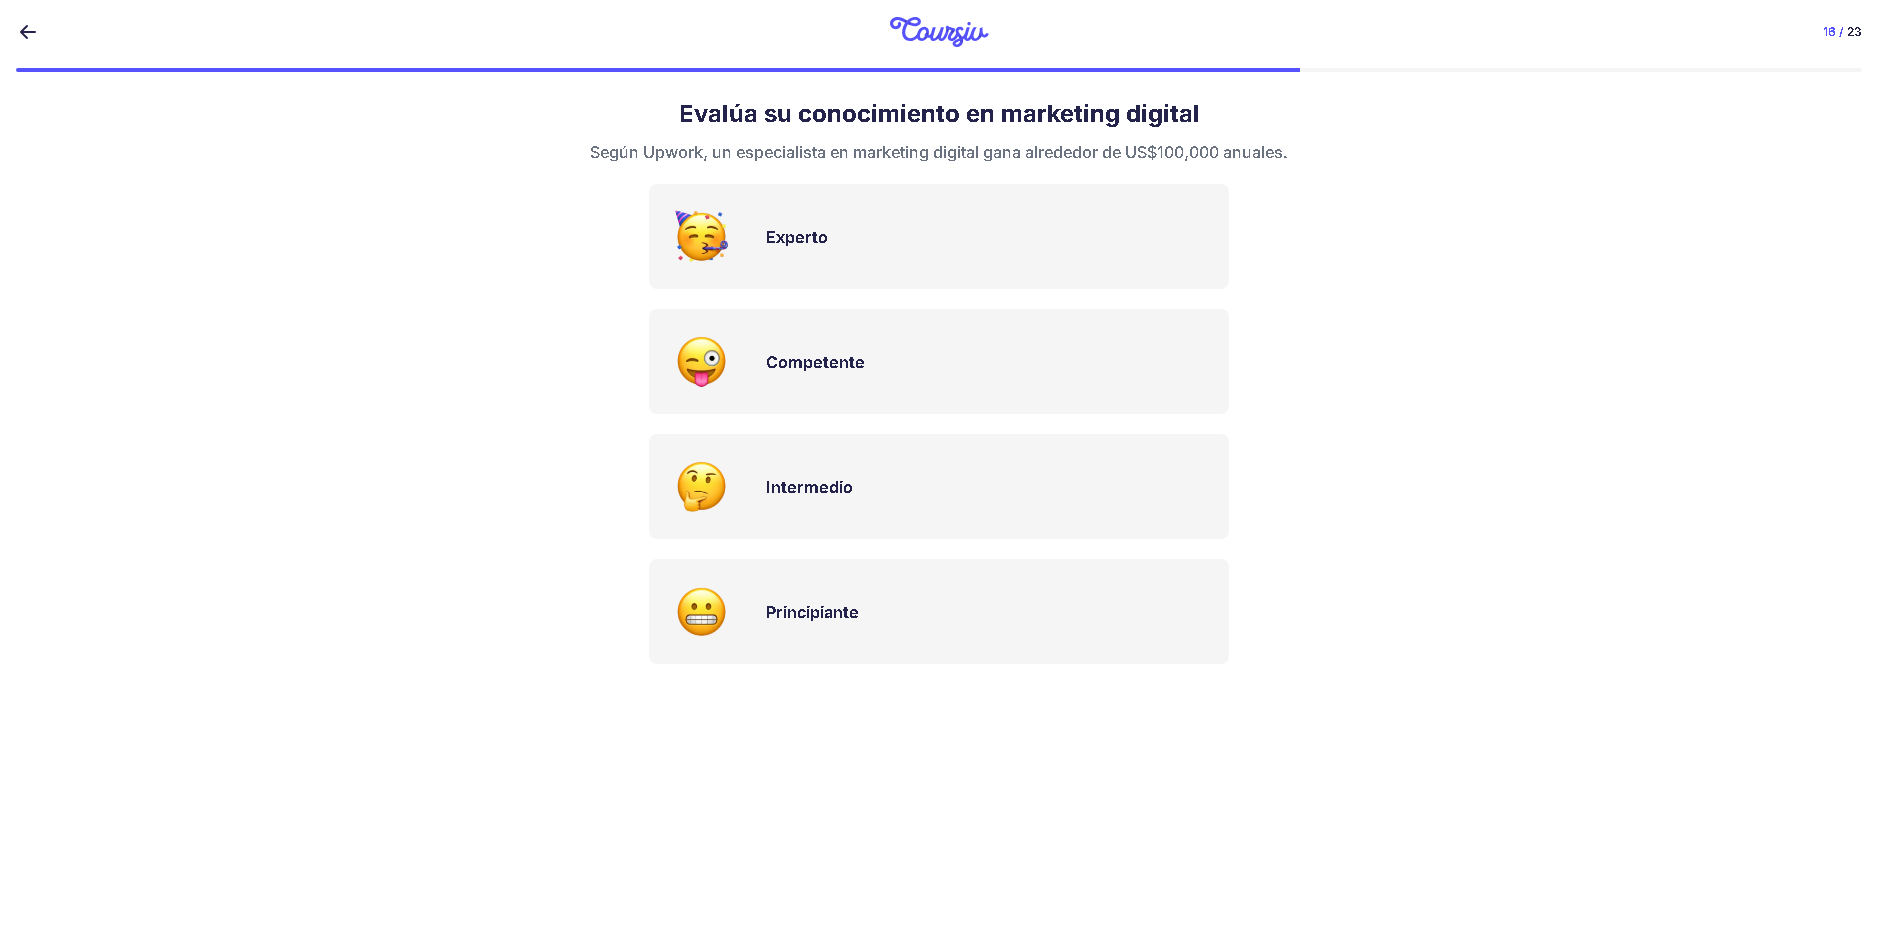 Coursiv
16 / 23
Evalúa su conocimiento en marketing digital
Según Upwork, un especialista en marketing digital gana alrededor de US$100,000 anuales.
Experto
Competente
Intermedio
Principiante